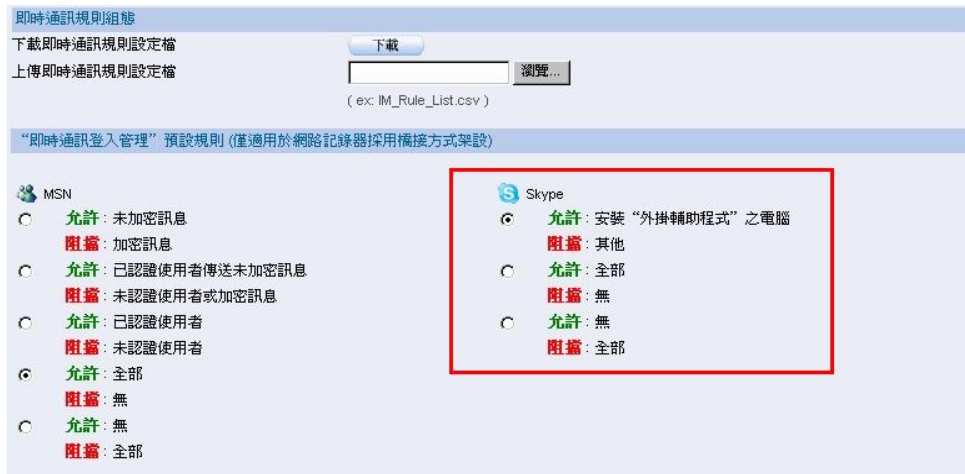 即時通訊規則組態
下載即時通訊規則設定檔
下載
上傳即時通訊規則設定檔
瀏覽...
( ex: IM_Rule_List.csv )
“即時通訊登入管理”預設規則 (僅適用於網路記錄器採用橋接方式架設)
MSN
允許 : 未加密訊息
阻擋 : 加密訊息
允許 : 已認證使用者傳送未加密訊息
阻擋 : 未認證使用者或加密訊息
允許 : 已認證使用者
阻擋 : 未認證使用者
允許 : 全部
阻擋 : 無
允許 : 無
阻擋 : 全部
Skype
允許 : 安裝“外掛輔助程式”之電腦
阻擋 : 其他
允許 : 全部
阻擋 : 無
允許 : 無
阻擋 : 全部